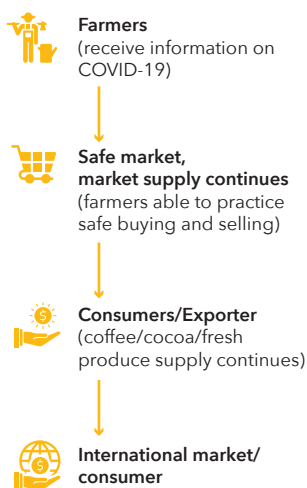 Farmers
(receive information on
COVID-19)
Safe market,
market supply continues
(farmers able to practice
safe buying and selling)
Consumers/Exporter
(coffee/cocoa/fresh
produce supply continues)
International market/
consumer